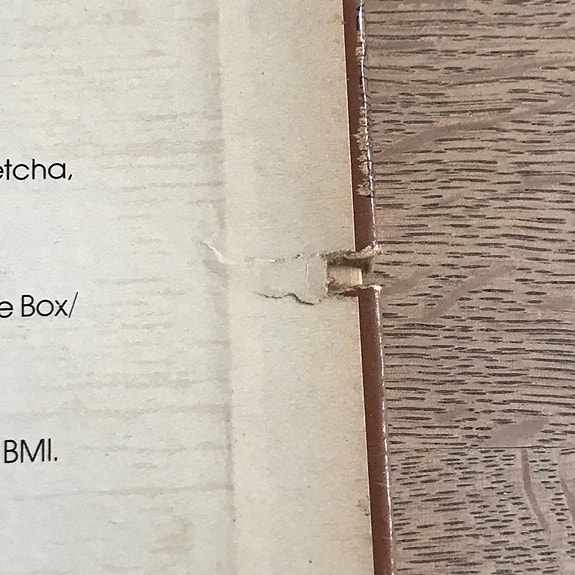 etcha,
e Box/
BMI.